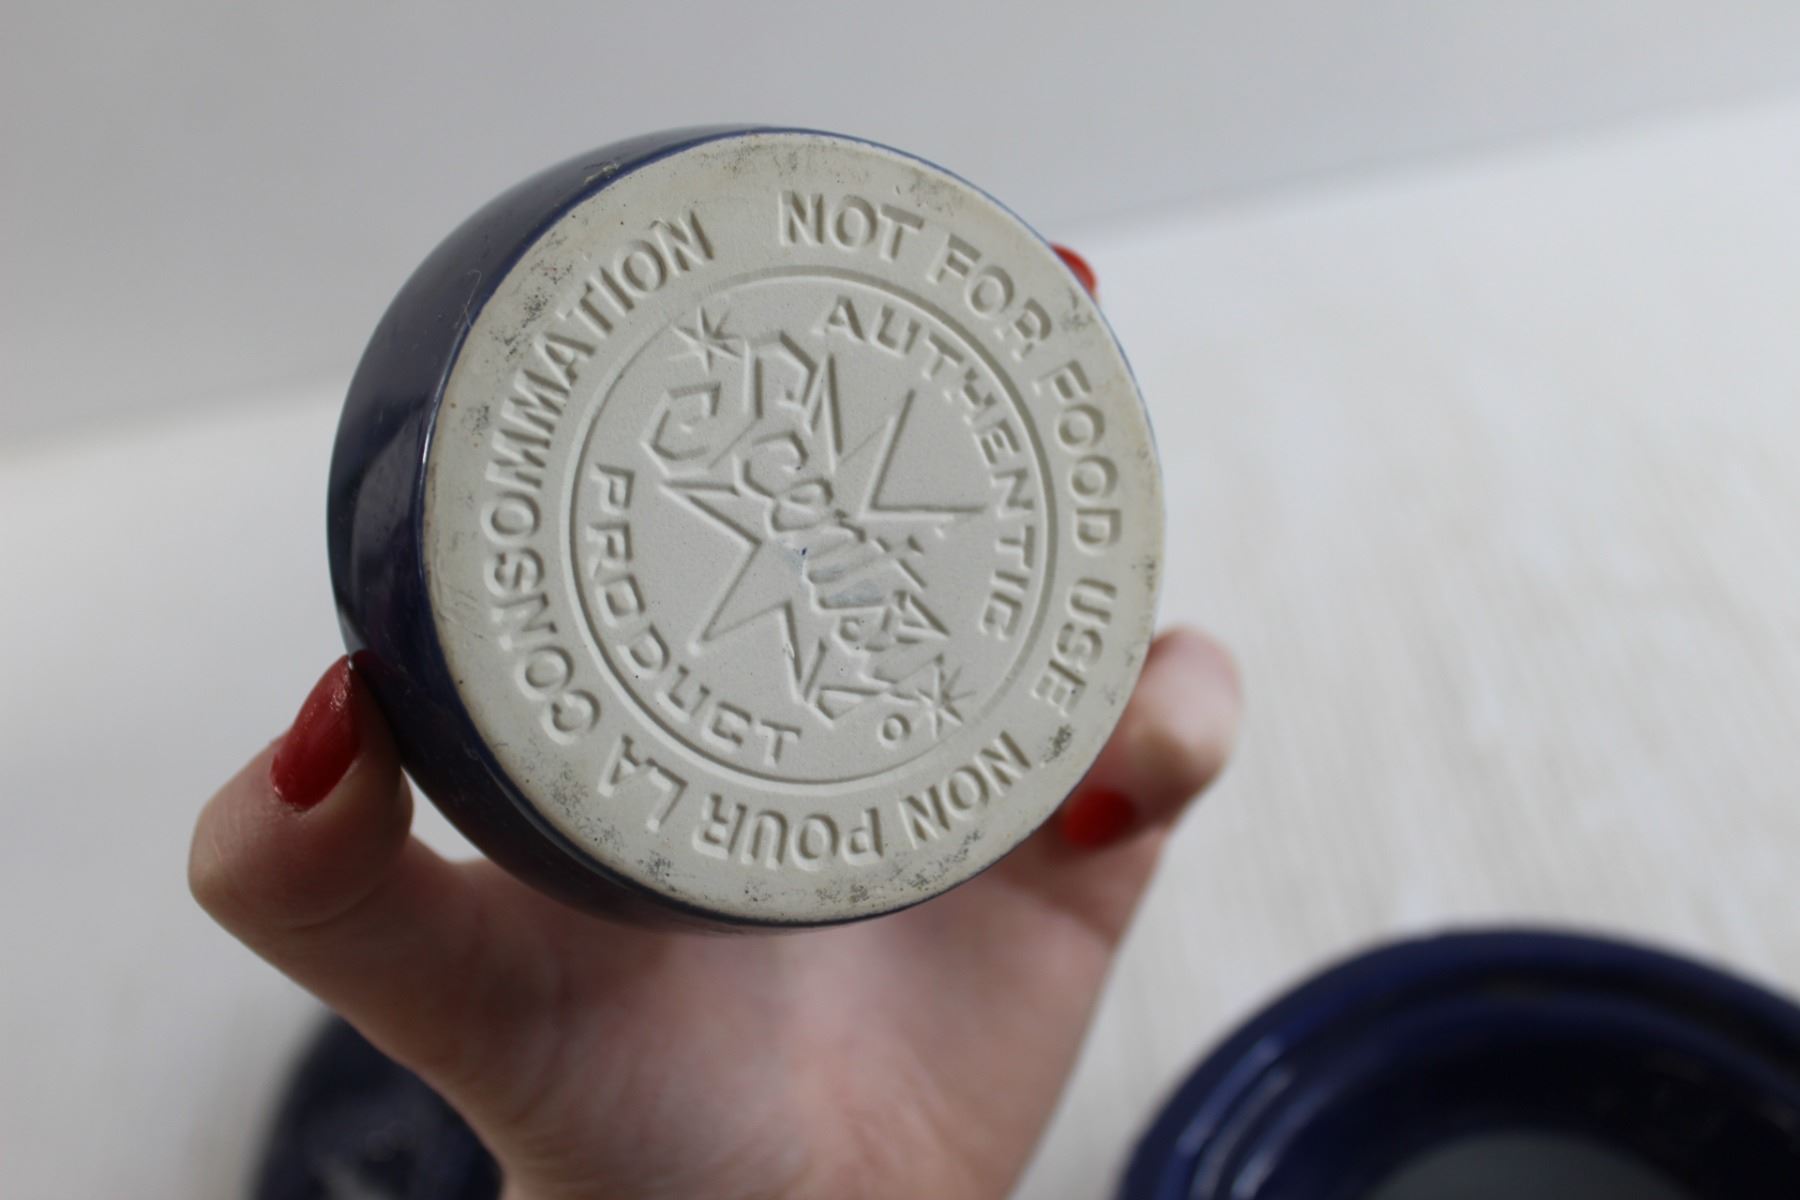 NOT FOR FOOD USE
NON POUR LA CONSOMMATION
AUTHENTIC
PRODUCT